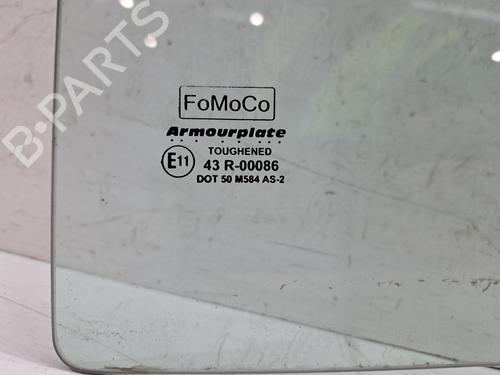 FoMoCo
Armourplate
TOUGHENED
E11 43 R-00086
DOT 50 M584 AS-2
B-PARTS